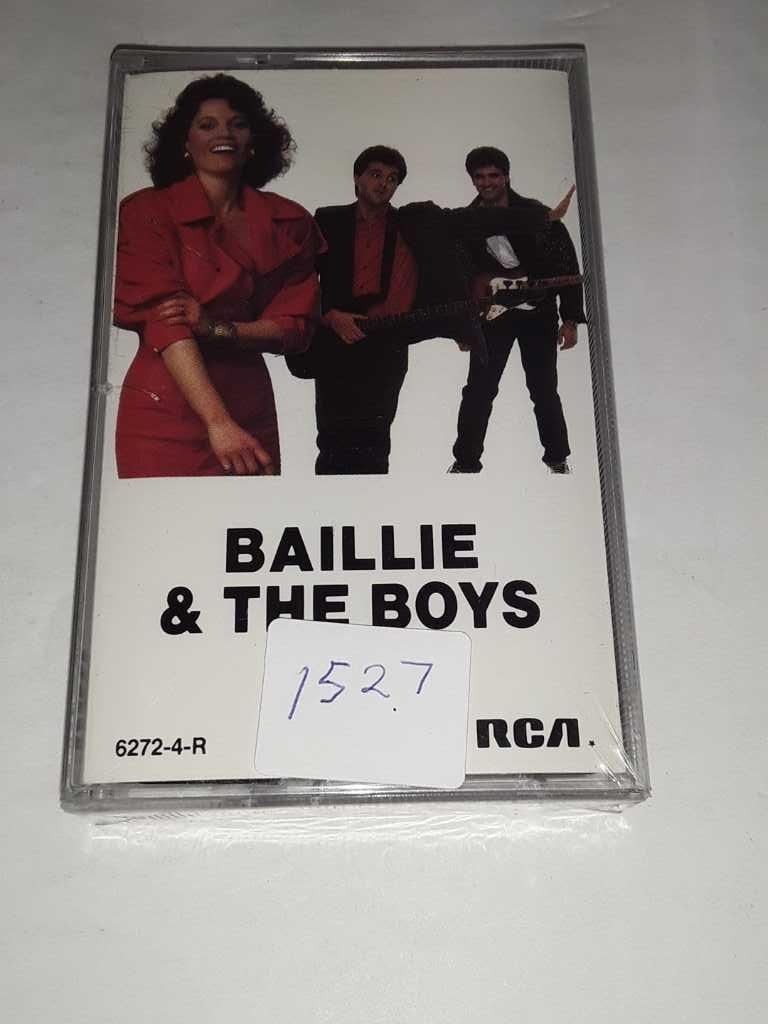 BAILLIE
& THE BOYS
1527
6272-4-R
RCA